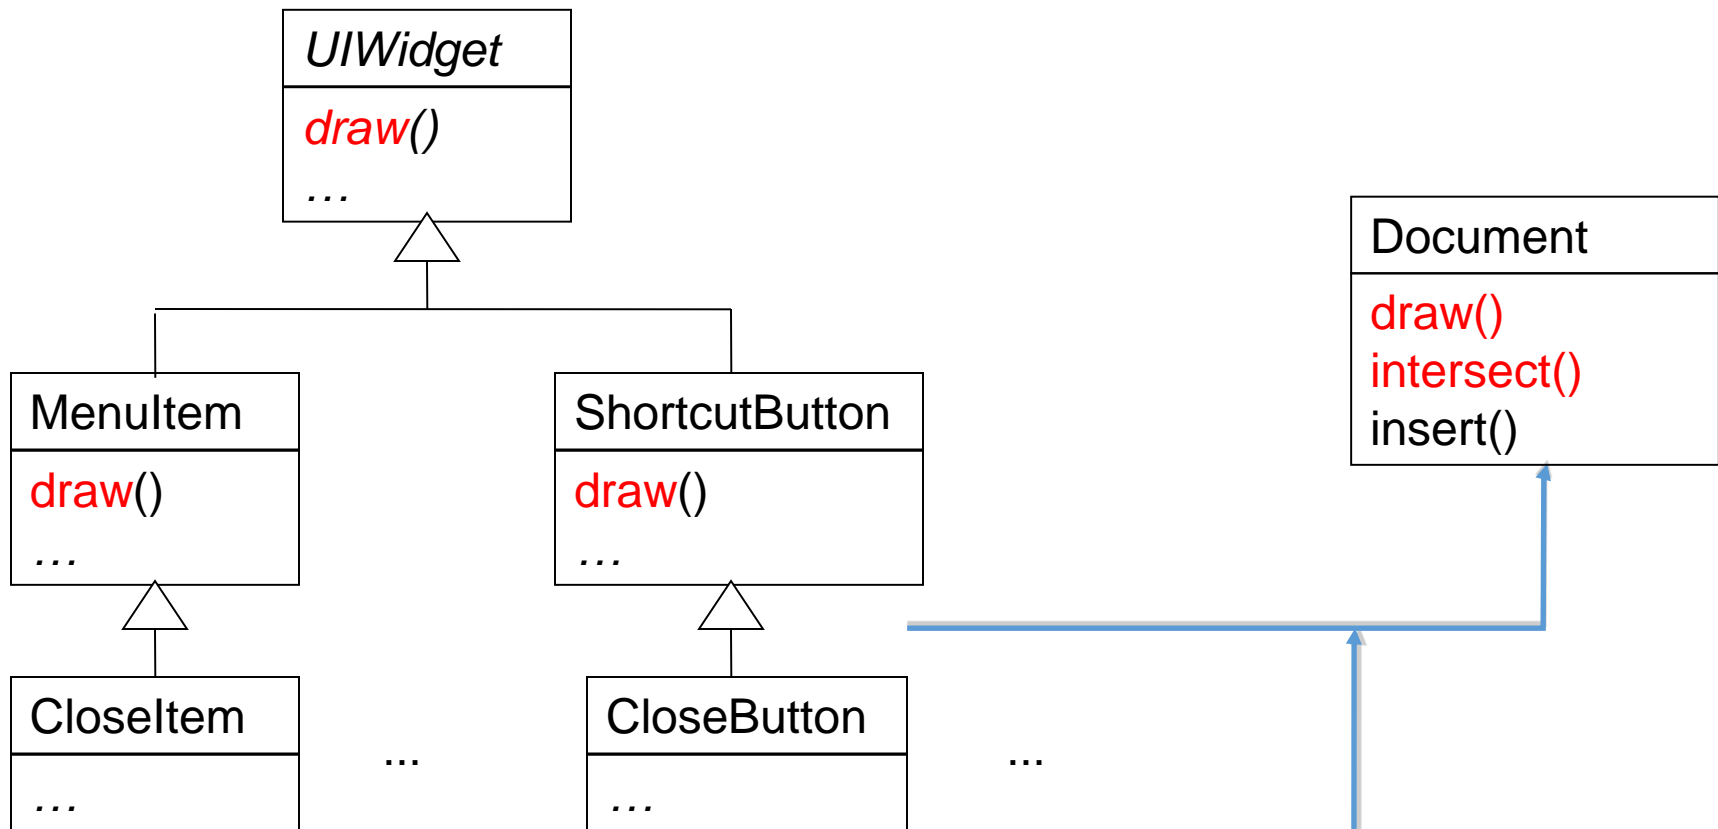 UIWidget
draw()
…
Document
draw()
intersect()
insert()
MenuItem
draw()
…
ShortcutButton
draw()
…
CloseItem
…
...
CloseButton
…
...